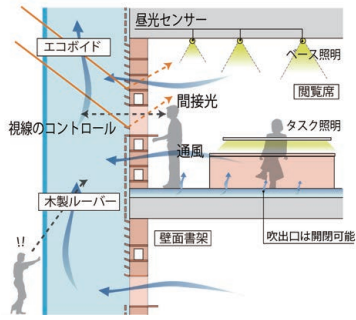 昼光センサー
エコボイド
ベース照明
閲覧席
間接光
視線のコントロール
タスク照明
通風
木製ルーバー
壁面書架
吹出口は開閉可能
!!